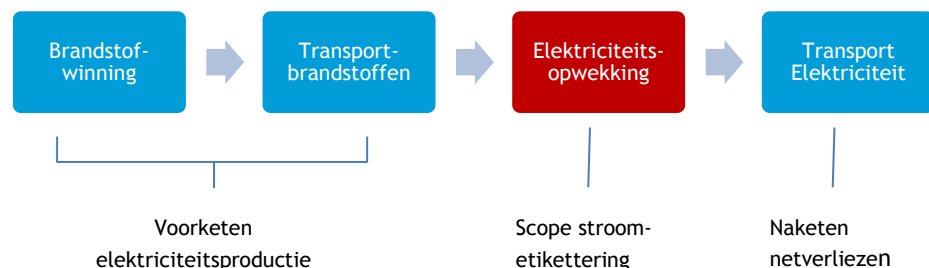 Brandstof-
winning
Transport-
brandstoffen
Elektriciteits-
opwekking
Transport
Elektriciteit
Voorketen
elektriciteitsproductie
Scope stroom-
etikettering
Naketen
netverliezen